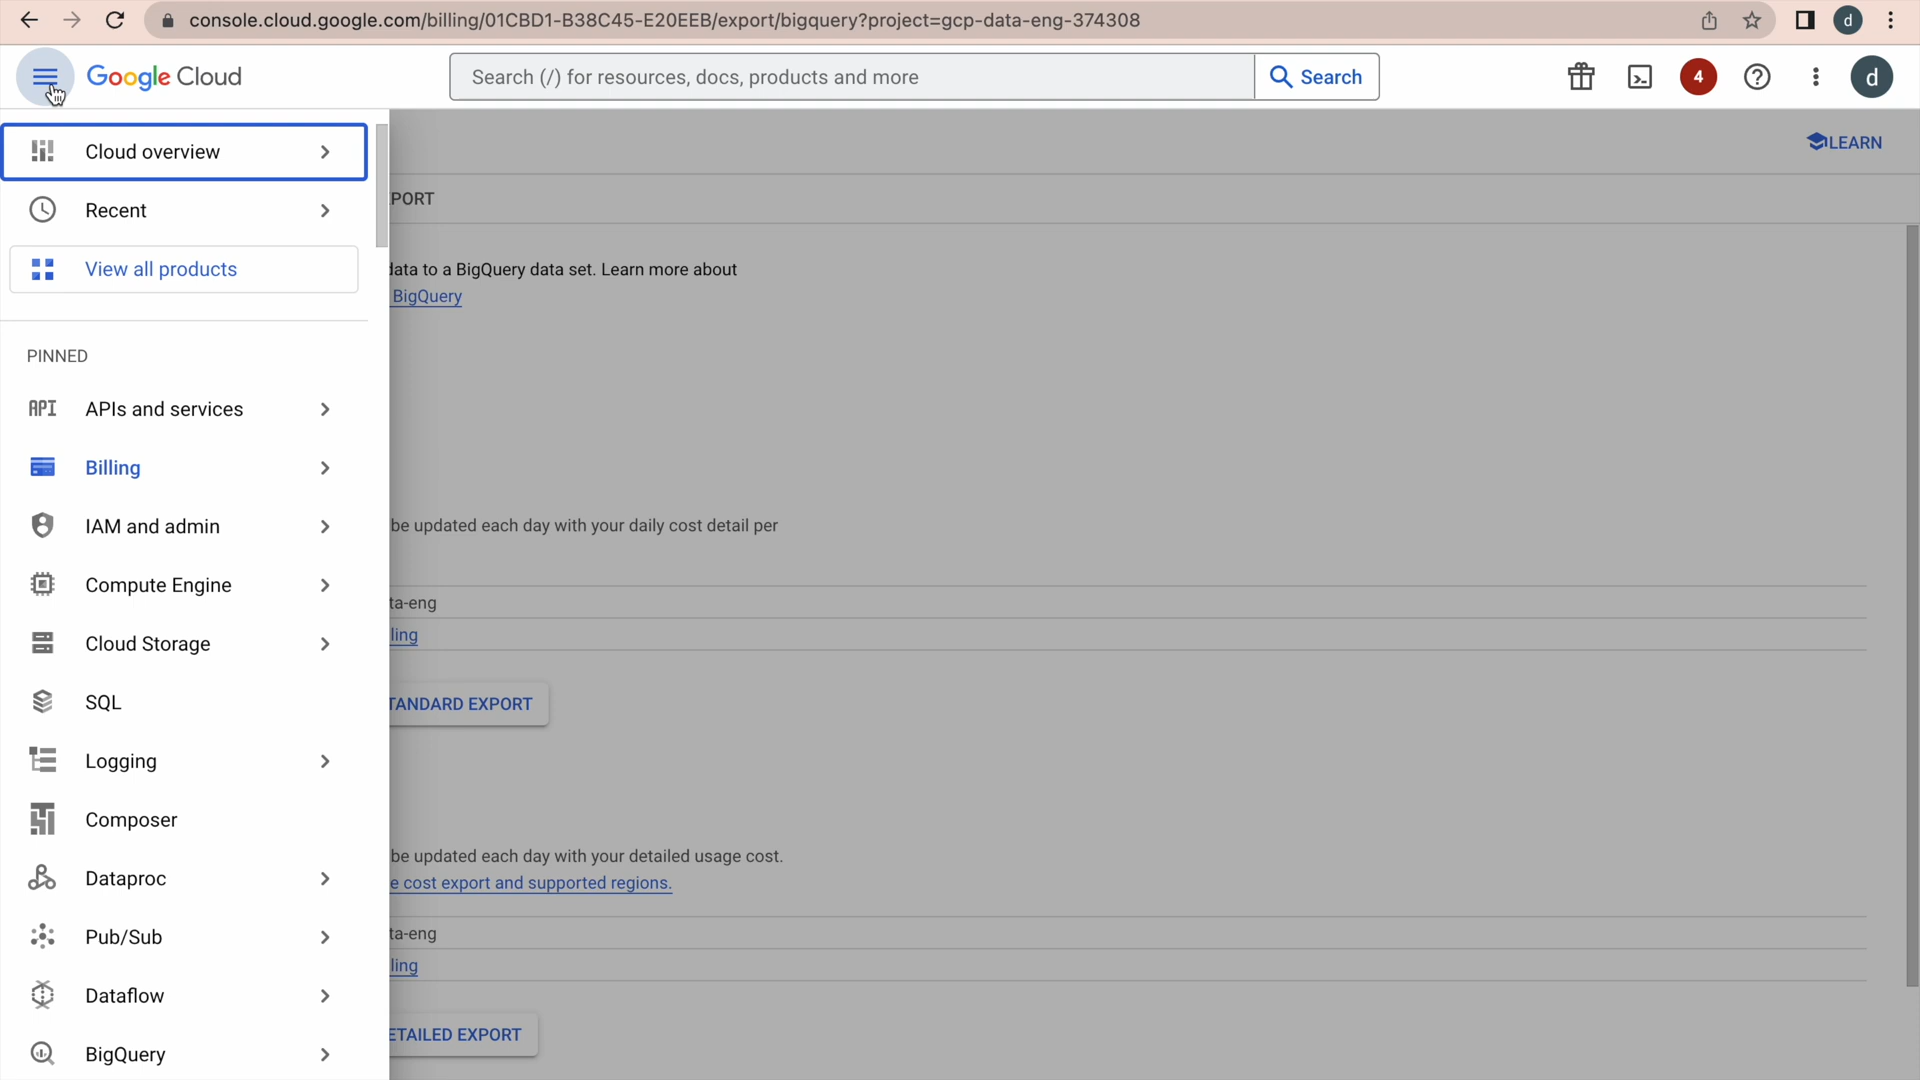 console.cloud.google.com/billing/01CBD1-B38C45-E20EEB/export/bigquery?project=gcp-data-eng-374308
d
Google Cloud
Search (/) for resources, docs, products and more
Search
4
d
Cloud overview
LEARN
PORT
Recent
View all products
data to a BigQuery data set. Learn more about
BigQuery
PINNED
API
APIs and services
Billing
IAM and admin
be updated each day with your daily cost detail per
Compute Engine
ta-eng
Cloud Storage
ling
SQL
TANDARD EXPORT
Logging
Composer
be updated each day with your detailed usage cost.
Dataproc
e cost export and supported regions.
Pub/Sub
ta-eng
ling
Dataflow
ETAILED EXPORT
BigQuery